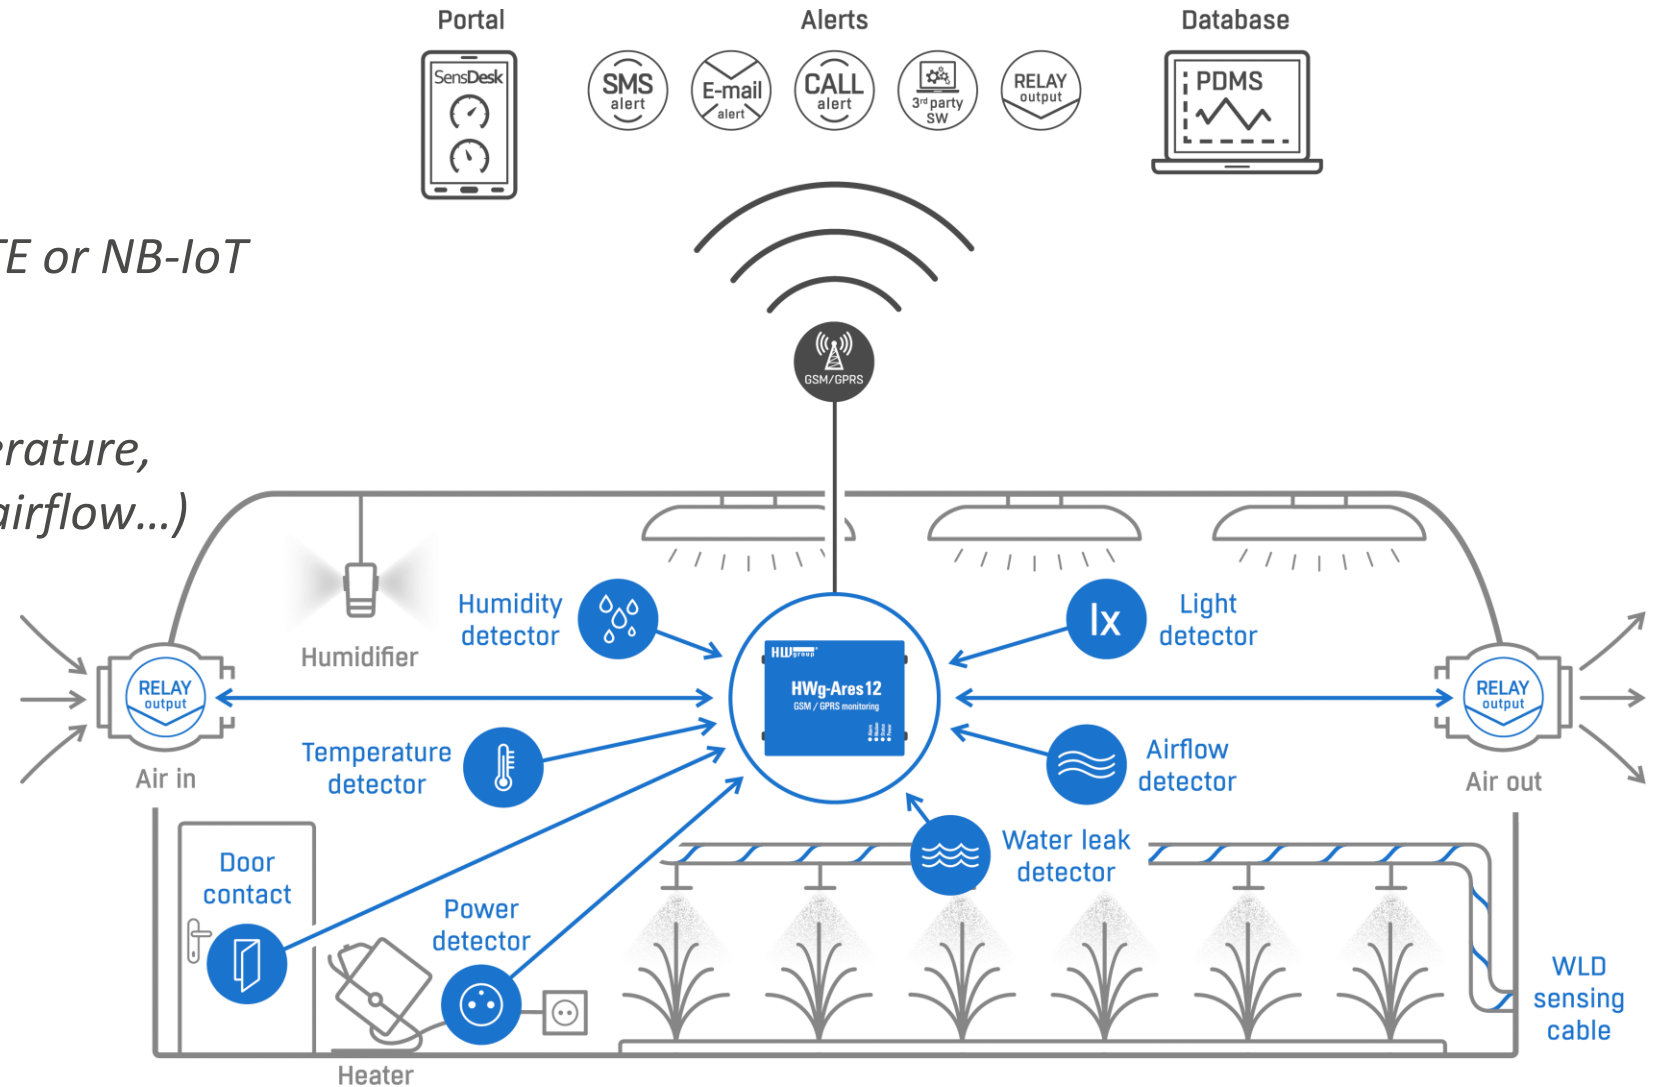 Portal
Alerts
Database
SensDesk
SMS
alert
E-mail
alert
CALL
alert
3rd party
SW
RELAY
output
PDMS
TE or NB-IoT
GSM/GPRS
erature,
airflow...)
Humidifier
Humidity
detector
lx
Light
detector
HWgroup
HWg-Ares12
GSM / GPRS monitoring
RELAY
output
Air in
RELAY
output
Air out
Temperature
detector
Airflow
detector
Door
contact
Power
detector
Water leak
detector
Heater
WLD
sensing
cable